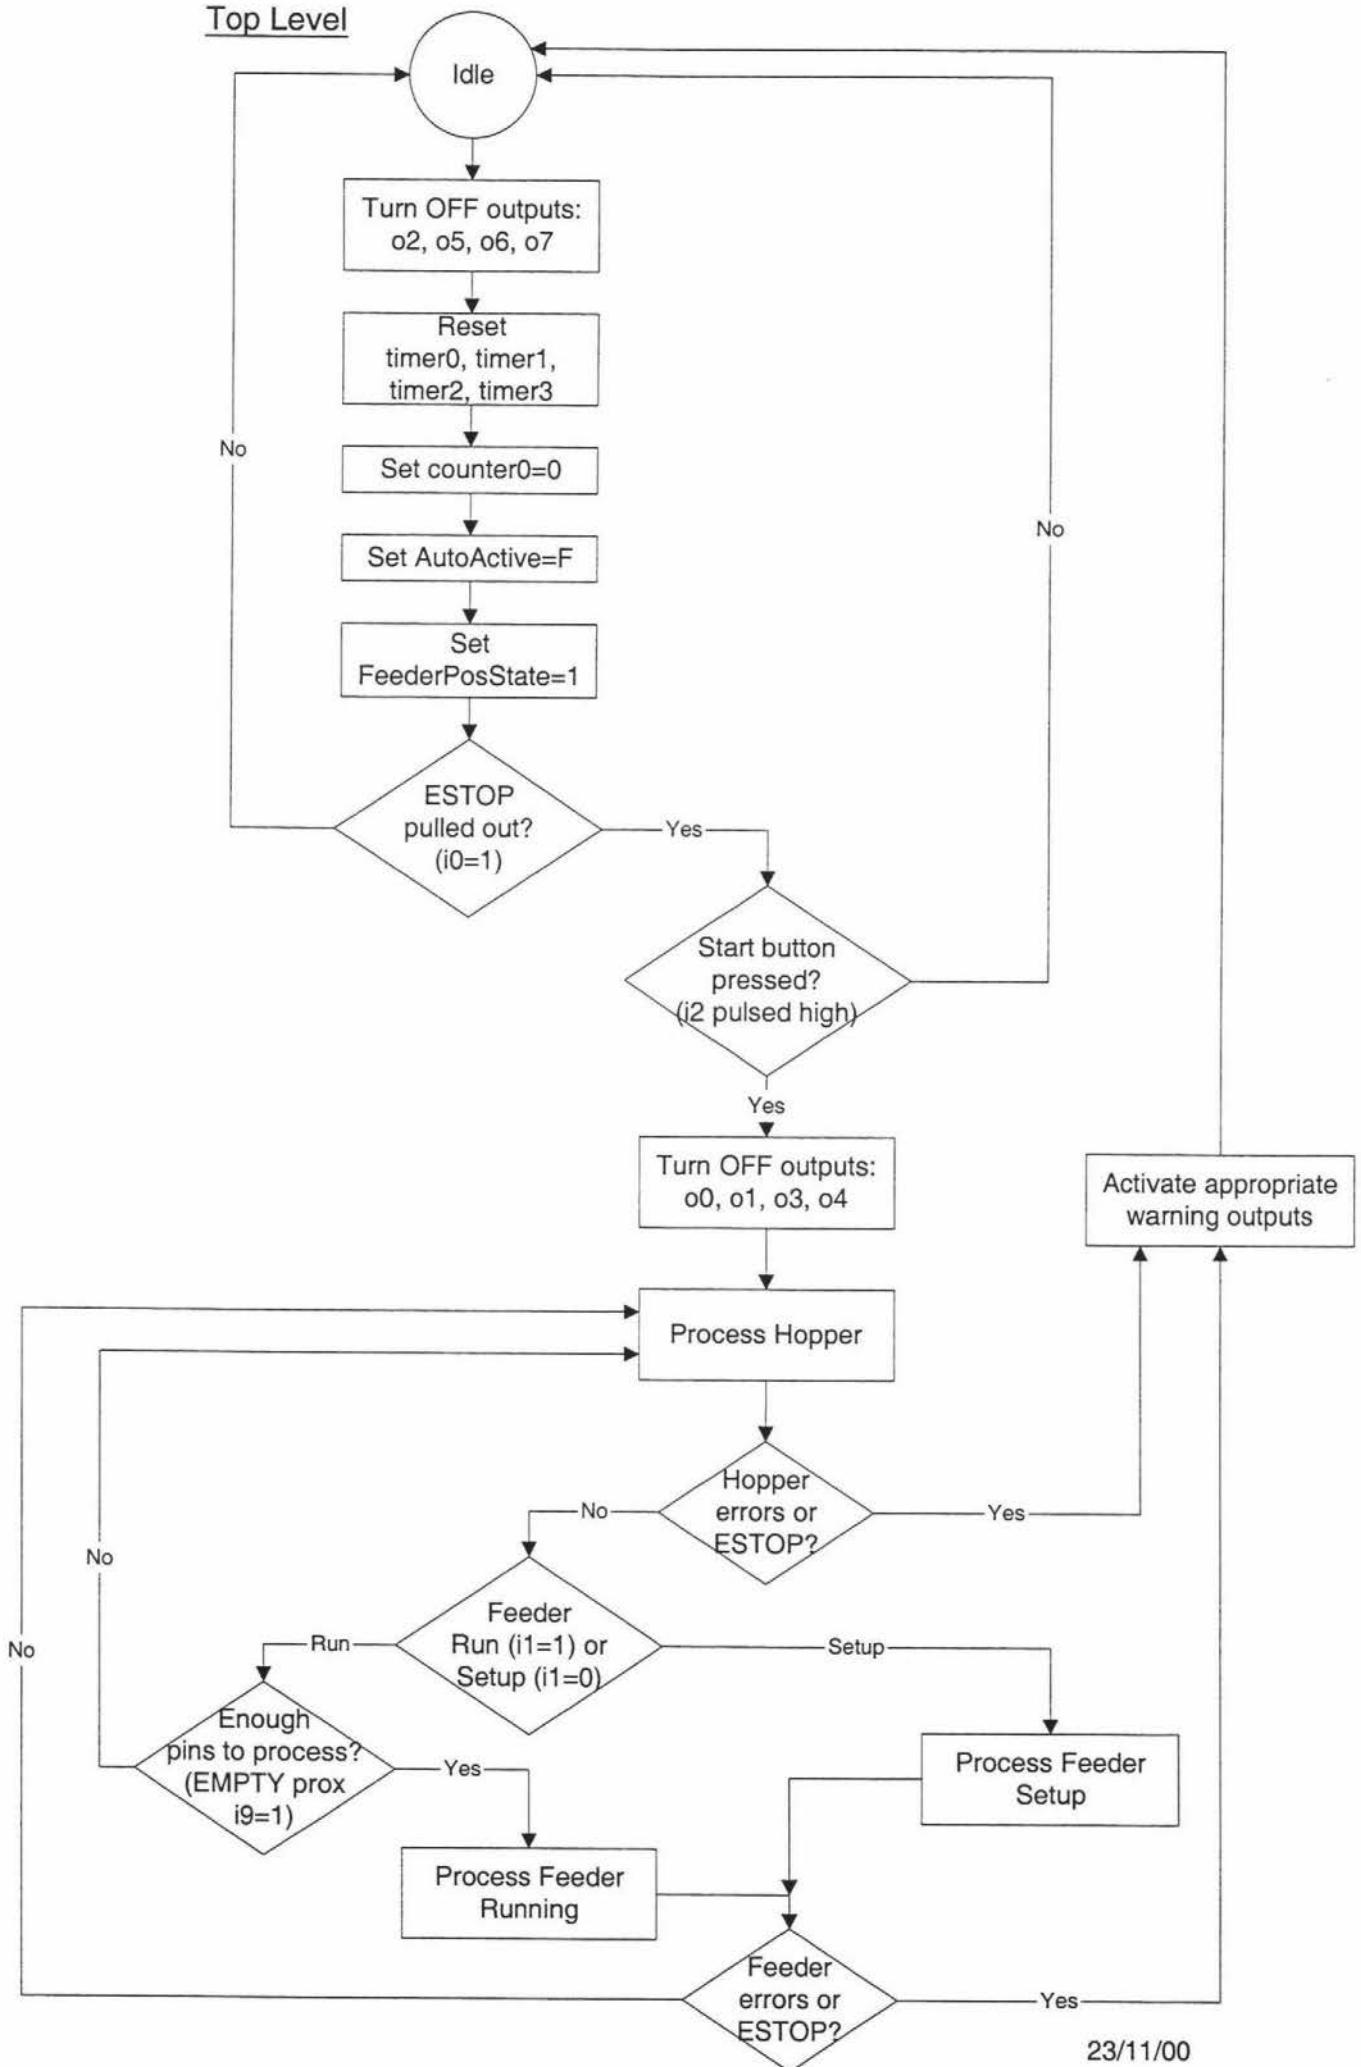 Top Level
Idle
Turn OFF outputs:
o2, o5, o6, o7
Reset
timer0, timer1,
timer2, timer3
No
Set counter0=0
No
Set AutoActive=F
Set
FeederPosState=1
ESTOP
pulled out?
(i0=1)
Yes
Start button
pressed?
(i2 pulsed high)
Yes
Turn OFF outputs:
o0, o1, o3, o4
Activate appropriate
warning outputs
Process Hopper
Hopper
errors or
ESTOP?
No
Yes
No
Feeder
Run (i1=1) or
Setup (i1=0)
Run
Setup
No
Enough
pins to process?
(EMPTY prox
i9=1)
Yes
Process Feeder
Setup
Process Feeder
Running
Feeder
errors or
ESTOP?
Yes
23/11/00